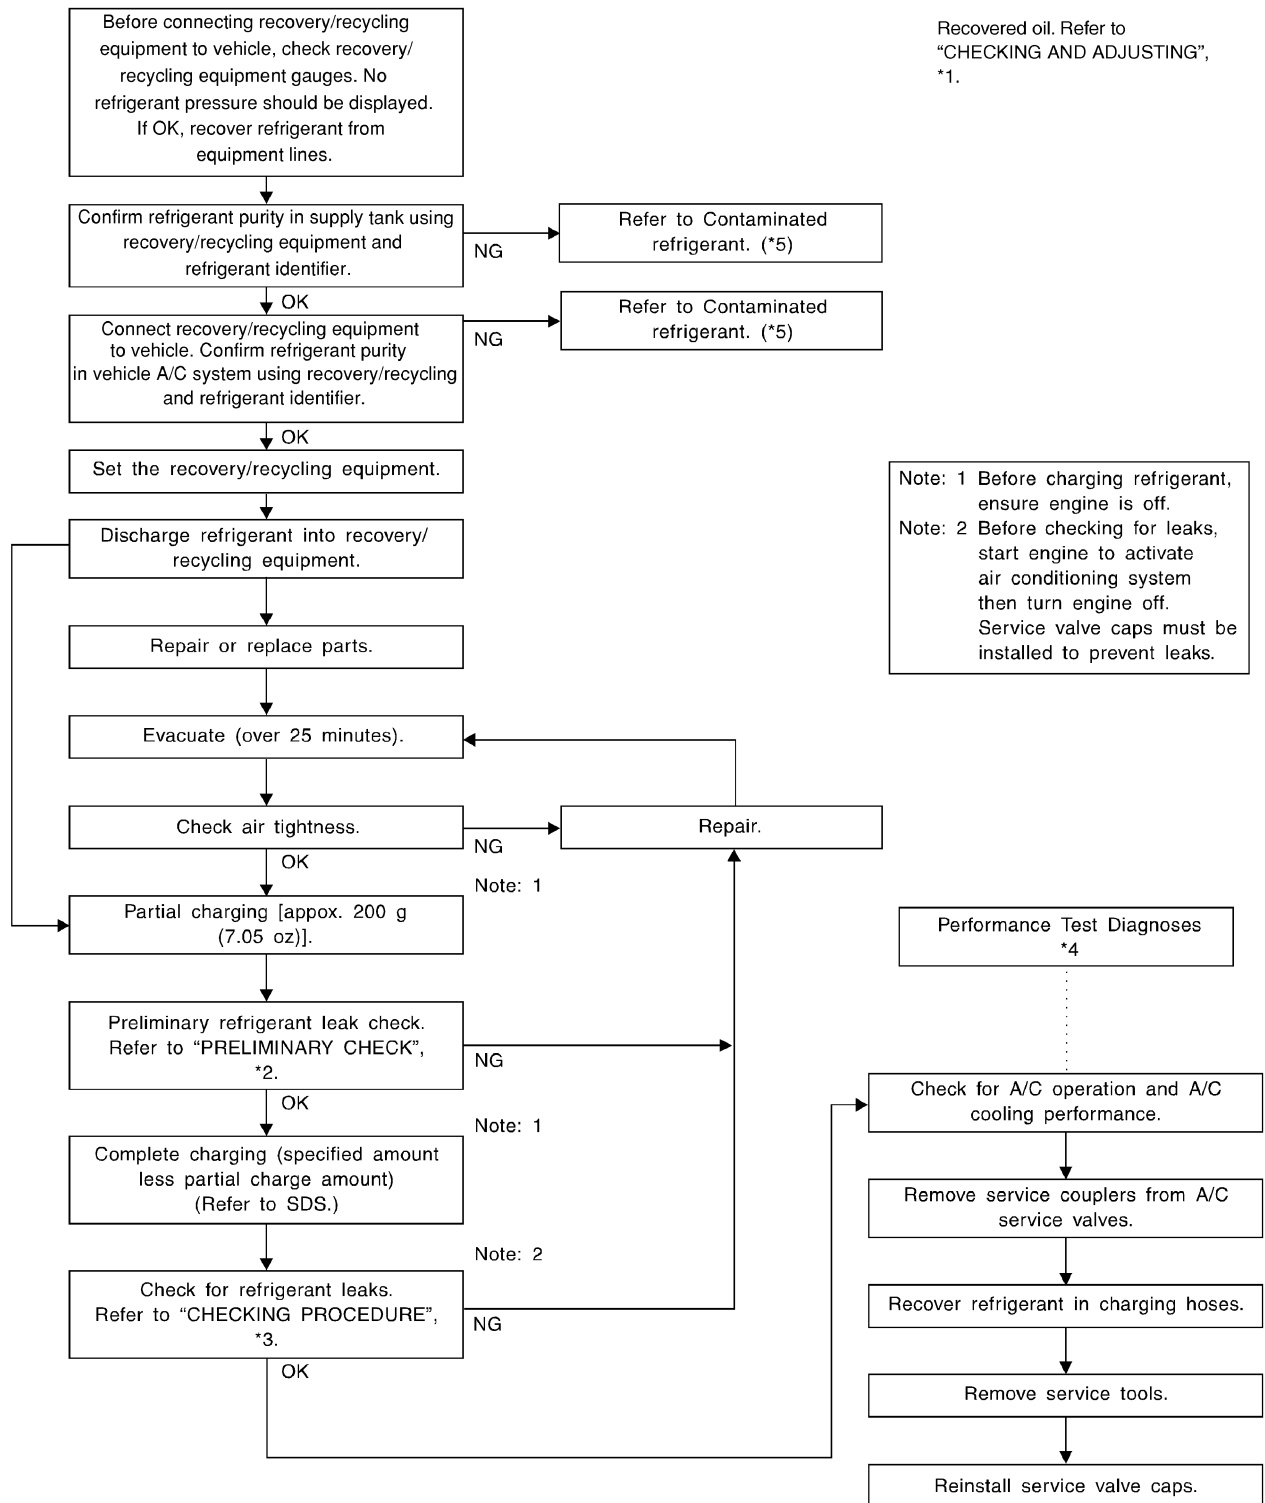 Before connecting recovery/recycling
equipment to vehicle, check recovery/
recycling equipment gauges. No
refrigerant pressure should be displayed.
If OK, recover refrigerant from
equipment lines.
Recovered oil. Refer to
“CHECKING AND ADJUSTING”,
*1.
Confirm refrigerant purity in supply tank using
recovery/recycling equipment and
refrigerant identifier.
NG
Refer to Contaminated
refrigerant. (*5)
OK
Connect recovery/recycling equipment
to vehicle. Confirm refrigerant purity
in vehicle A/C system using recovery/recycling
and refrigerant identifier.
NG
Refer to Contaminated
refrigerant. (*5)
OK
Set the recovery/recycling equipment.
Discharge refrigerant into recovery/
recycling equipment.
Note: 1 Before charging refrigerant,
ensure engine is off.
Note: 2 Before checking for leaks,
start engine to activate
air conditioning system
then turn engine off.
Service valve caps must be
installed to prevent leaks.
Repair or replace parts.
Evacuate (over 25 minutes).
Check air tightness.
NG
Repair.
OK
Note: 1
Partial charging [appox. 200 g
(7.05 oz)].
Preliminary refrigerant leak check.
Refer to “PRELIMINARY CHECK”,
*2.
NG
OK
Note: 1
Complete charging (specified amount
less partial charge amount)
(Refer to SDS.)
Note: 2
Check for refrigerant leaks.
Refer to “CHECKING PROCEDURE”,
*3.
NG
OK
Performance Test Diagnoses
*4
Check for A/C operation and A/C
cooling performance.
Remove service couplers from A/C
service valves.
Recover refrigerant in charging hoses.
Remove service tools.
Reinstall service valve caps.